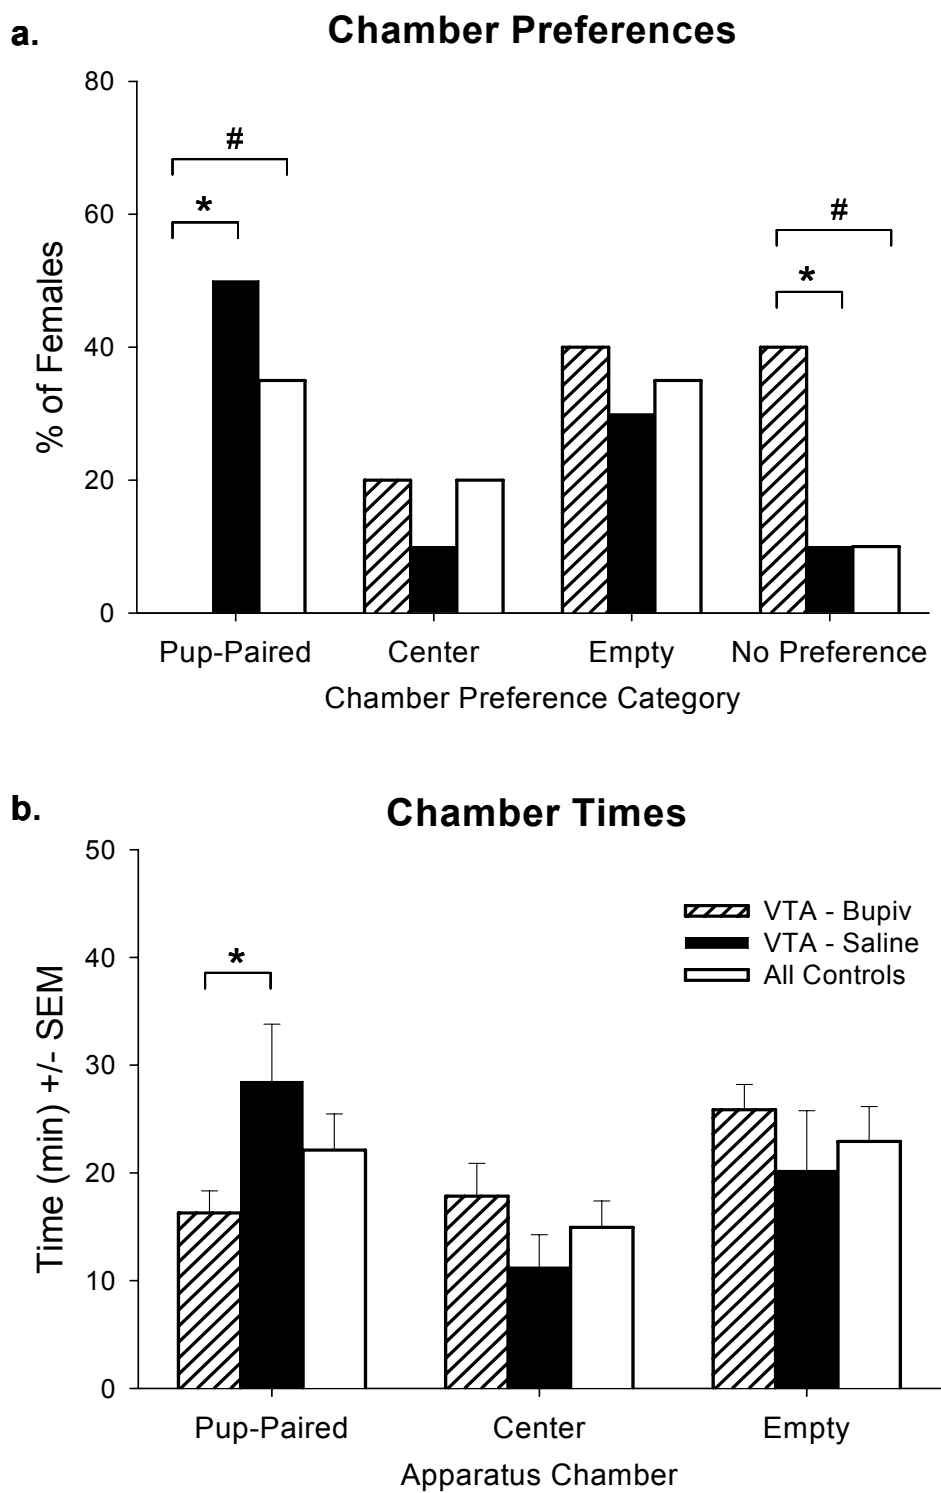 a.
Chamber Preferences
80
60
40
20
0
% of Females
#
*
#
*
Pup-Paired Center Empty No Preference
Chamber Preference Category
b.
Chamber Times
50
40
30
20
10
0
Time (min) +/- SEM
*
VTA - Bupiv
VTA - Saline
All Controls
Pup-Paired Center Empty
Apparatus Chamber